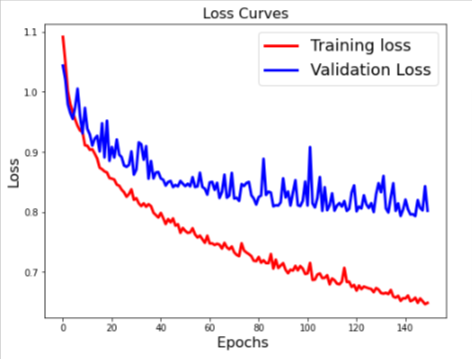 Loss Curves
Training loss
Validation Loss
1.1
1.0
0.9
0.8
0.7
Loss
0 20 40 60 80 100 120 140
Epochs